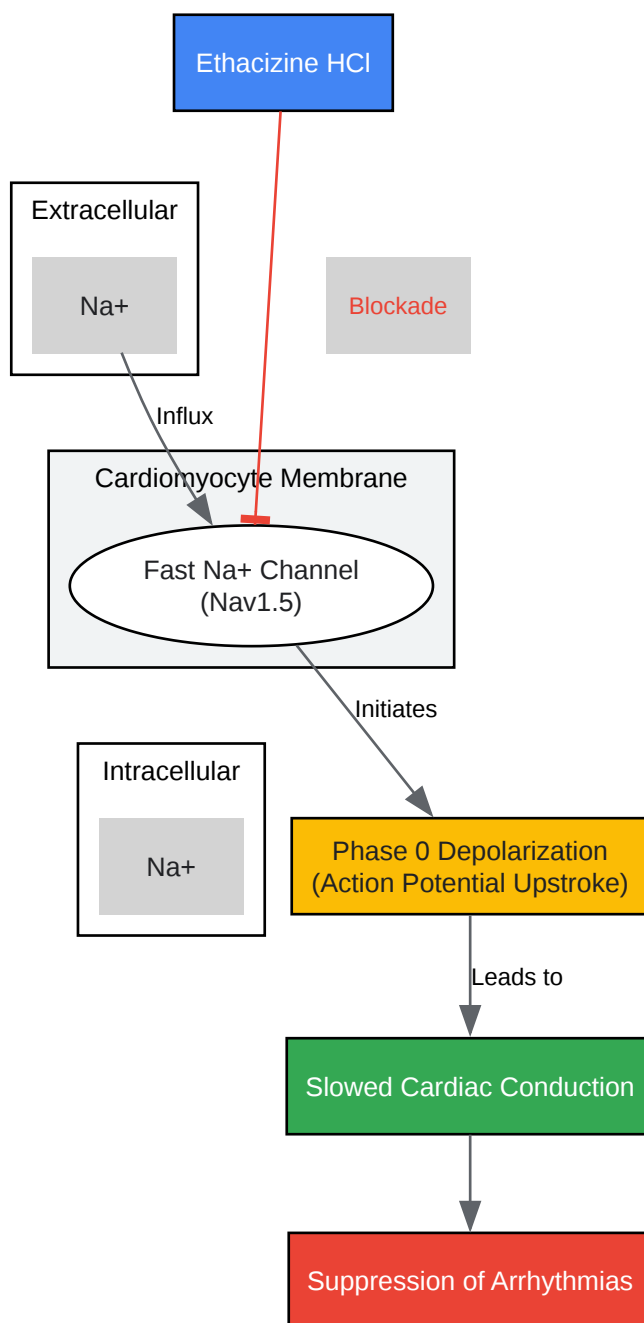 Ethacizine HCl
Extracellular
Na+
Blockade
Influx
Cardiomyocyte Membrane
Fast Na+ Channel
(Nav1.5)
Initiates
Intracellular
Na+
Phase 0 Depolarization
(Action Potential Upstroke)
Leads to
Slowed Cardiac Conduction
Suppression of Arrhythmias